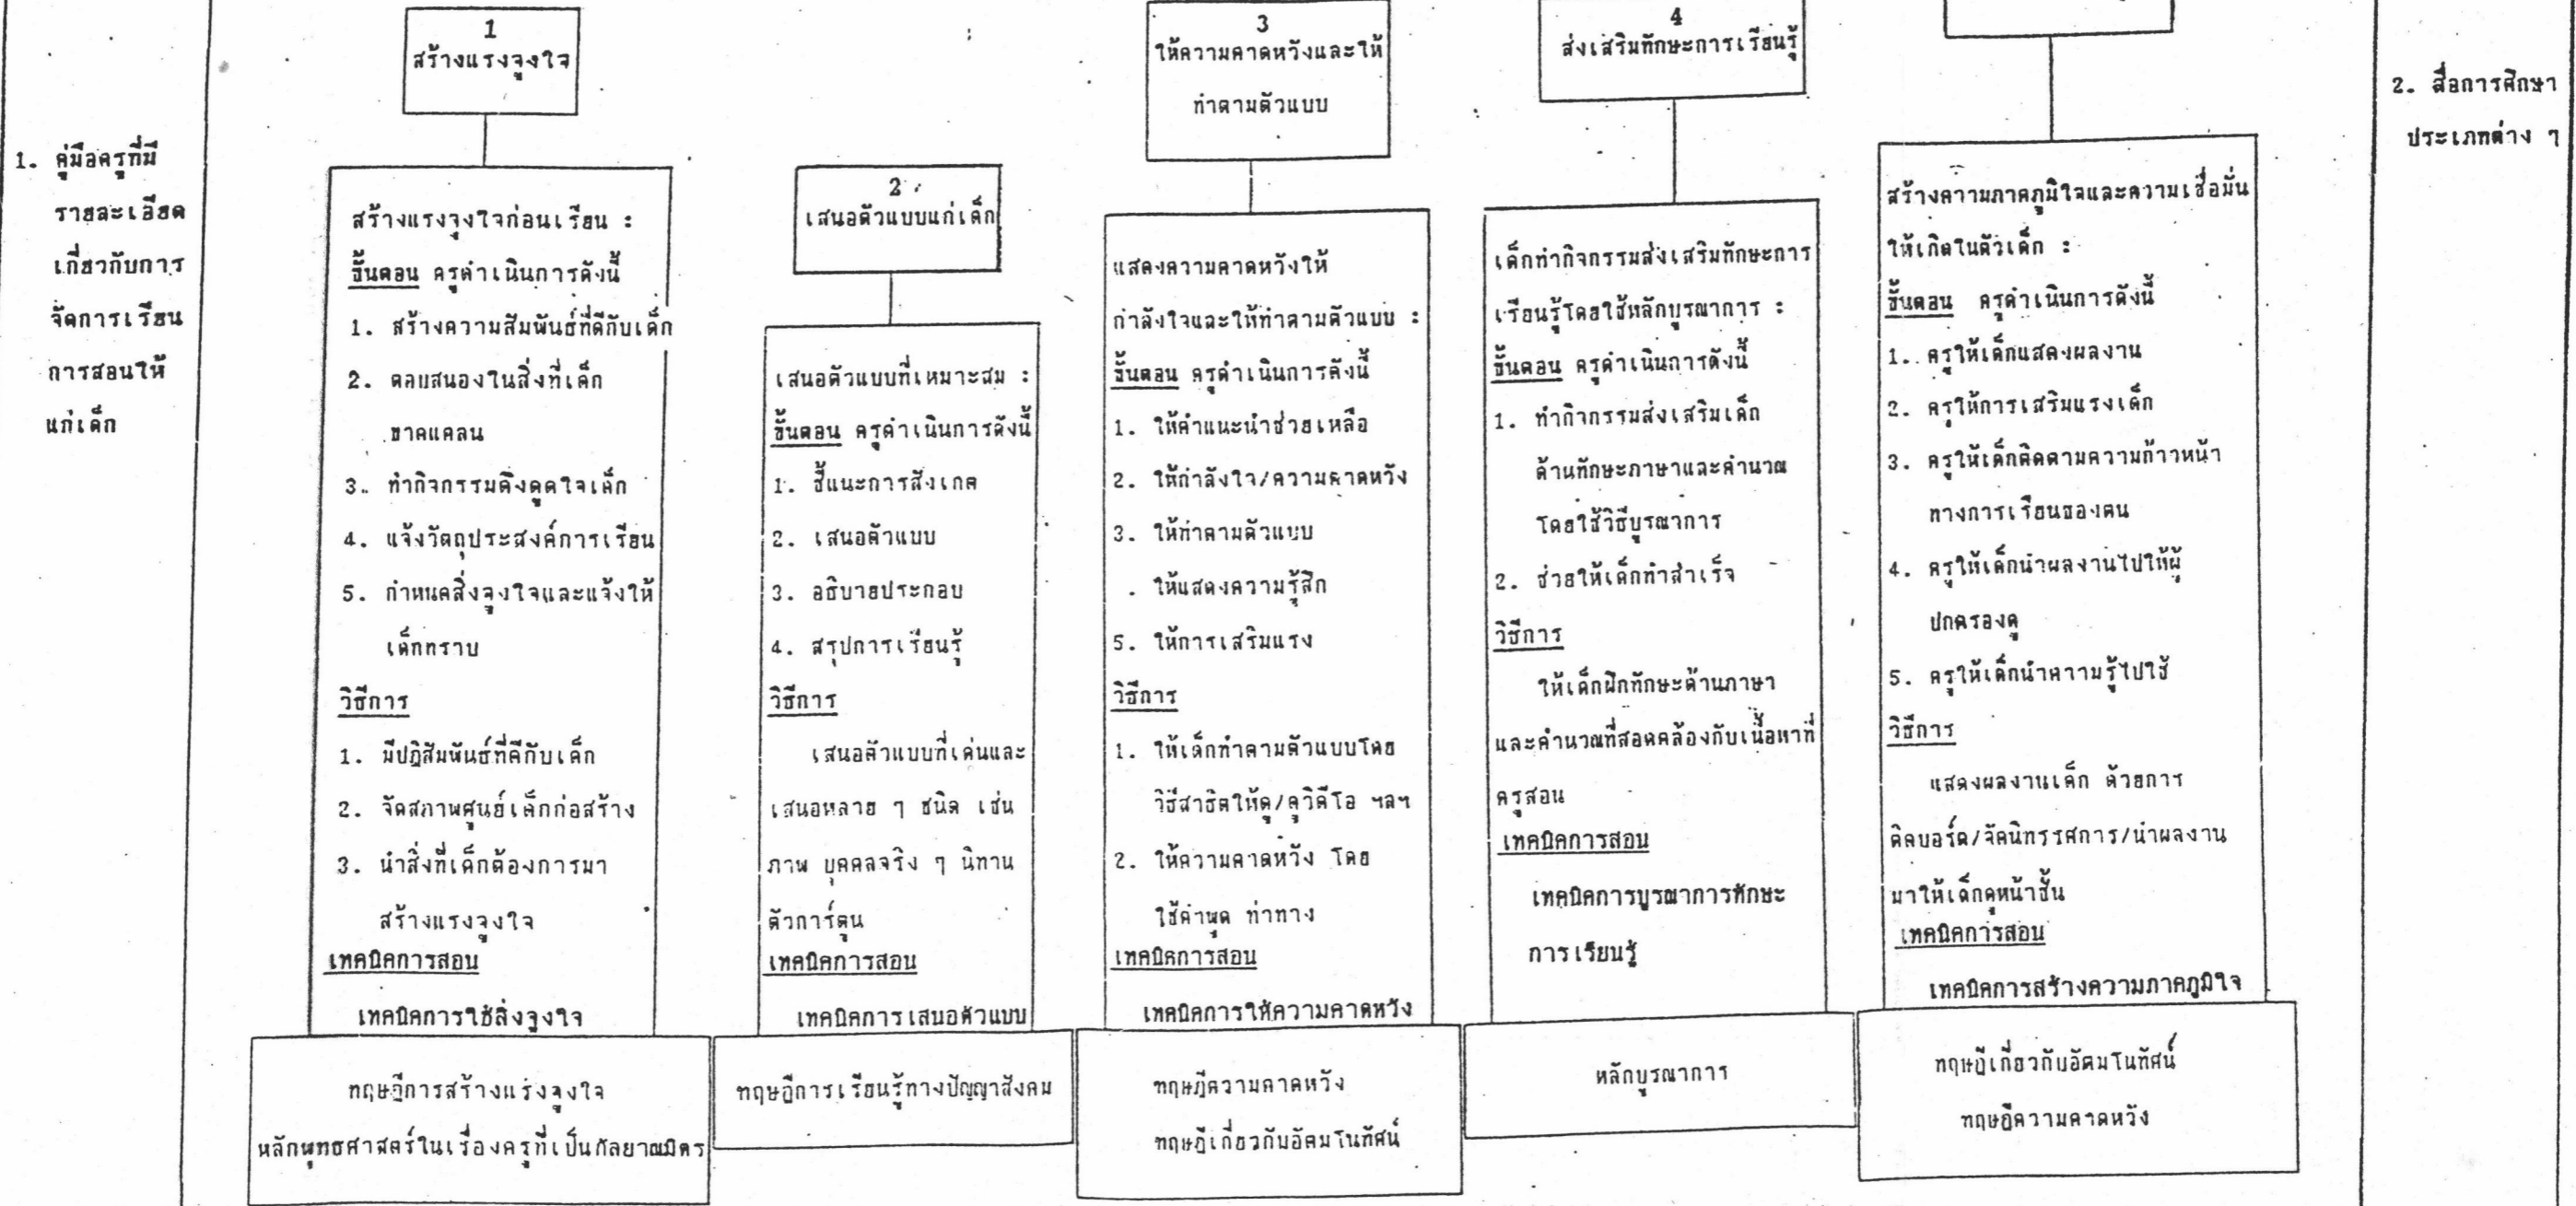 1. คู่มือครูที่มี
รายละเอียด
เกี่ยวกับการ
จัดการเรียน
การสอนให้
แก่เด็ก
1
สร้างแรงจูงใจ
สร้างแรงจูงใจก่อนเรียน :
ขั้นตอน ครูดำเนินการดังนี้
1. สร้างความสัมพันธ์ที่ดีกับเด็ก
2. ตอบสนองในสิ่งที่เด็ก
ขาดแคลน
3. ทำกิจกรรมดึงดูดใจเด็ก
4. แจ้งวัตถุประสงค์การเรียน
5. กำหนดสิ่งจูงใจและแจ้งให้
เด็กทราบ
วิธีการ
1. มีปฏิสัมพันธ์ที่ดีกับเด็ก
2. จัดสภาพศูนย์เด็กก่อสร้าง
3. นำสิ่งที่เด็กต้องการมา
สร้างแรงจูงใจ
เทคนิคการสอน
เทคนิคการใช้สิ่งจูงใจ
ทฤษฎีการสร้างแรงจูงใจ
หลักพุทธศาสตร์ในเรื่องครูที่เป็นกัลยาณมิตร
2
เสนอตัวแบบแก่เด็ก
เสนอตัวแบบที่เหมาะสม :
ขั้นตอน ครูดำเนินการดังนี้
1. ชี้แนะการสังเกต
2. เสนอตัวแบบ
3. อธิบายประกอบ
4. สรุปการเรียนรู้
วิธีการ
เสนอตัวแบบที่เด่นและ
เสนอหลาย ๆ ชนิด เช่น
ภาพ บุคคลจริง ๆ นิทาน
ตัวการ์ตูน
เทคนิคการสอน
เทคนิคการเสนอตัวแบบ
ทฤษฎีการเรียนรู้ทางปัญญาสังคม
3
ให้ความคาดหวังและให้
ทำตามตัวแบบ
แสดงความคาดหวังให้
กำลังใจและให้ทำตามตัวแบบ :
ขั้นตอน ครูดำเนินการดังนี้
1. ให้คำแนะนำช่วยเหลือ
2. ให้กำลังใจ/ความคาดหวัง
3. ให้ทำตามตัวแบบ
. ให้แสดงความรู้สึก
5. ให้การเสริมแรง
วิธีการ
1. ให้เด็กทำตามตัวแบบโดย
วิธีสาธิตให้ดู/ดูวิดีโอ ฯลฯ
2. ให้ความคาดหวัง โดย
ใช้คำพูด ท่าทาง
เทคนิคการสอน
เทคนิคการให้ความคาดหวัง
ทฤษฎีความคาดหวัง
ทฤษฎีเกี่ยวกับอัตมโนทัศน์
4
ส่งเสริมทักษะการเรียนรู้
เด็กทำกิจกรรมส่งเสริมทักษะการ
เรียนรู้โดยใช้หลักบูรณาการ :
ขั้นตอน ครูดำเนินการดังนี้
1. ทำกิจกรรมส่งเสริมเด็ก
ด้านทักษะภาษาและคำนวณ
โดยใช้วิธีบูรณาการ
2. ช่วยให้เด็กทำสำเร็จ
วิธีการ
ให้เด็กฝึกทักษะด้านภาษา
และคำนวณที่สอดคล้องกับเนื้อหาที่
ครูสอน
เทคนิคการสอน
เทคนิคการบูรณาการทักษะ
การเรียนรู้
หลักบูรณาการ
สร้างความภาคภูมิใจและความเชื่อมั่น
ให้เกิดในตัวเด็ก :
ขั้นตอน ครูดำเนินการดังนี้
1. ครูให้เด็กแสดงผลงาน
2. ครูให้การเสริมแรงเด็ก
3. ครูให้เด็กติดตามความก้าวหน้า
ทางการเรียนของตน
4. ครูให้เด็กนำผลงานไปให้ผู้
ปกครองดู
5. ครูให้เด็กนำความรู้ไปใช้
วิธีการ
แสดงผลงานเด็ก ด้วยการ
ติดบอร์ด/จัดนิทรรศการ/นำผลงาน
มาให้เด็กดูหน้าชั้น
เทคนิคการสอน
เทคนิคการสร้างความภาคภูมิใจ
ทฤษฎีเกี่ยวกับอัตมโนทัศน์
ทฤษฎีความคาดหวัง
2. สื่อการศึกษา
ประเภทต่าง ๆ